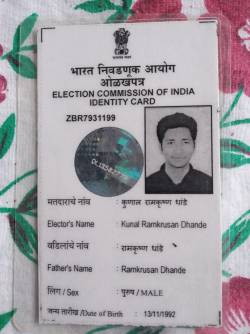 भारत निवडणूक आयोग
ओळखपत्र
ELECTION COMMISSION OF INDIA
IDENTITY CARD
ZBR7931199
मतदाराचे नांव : कुणाल रामकृष्ण धांडे
Elector's Name : Kunal Ramkrusan Dhande
वडिलांचे नांव : रामकृष्ण धांडे
Father's Name : Ramkrusan Dhande
लिंग / Sex : पुरुष / MALE
जन्म तारीख /Date of Birth : 13/11/1992